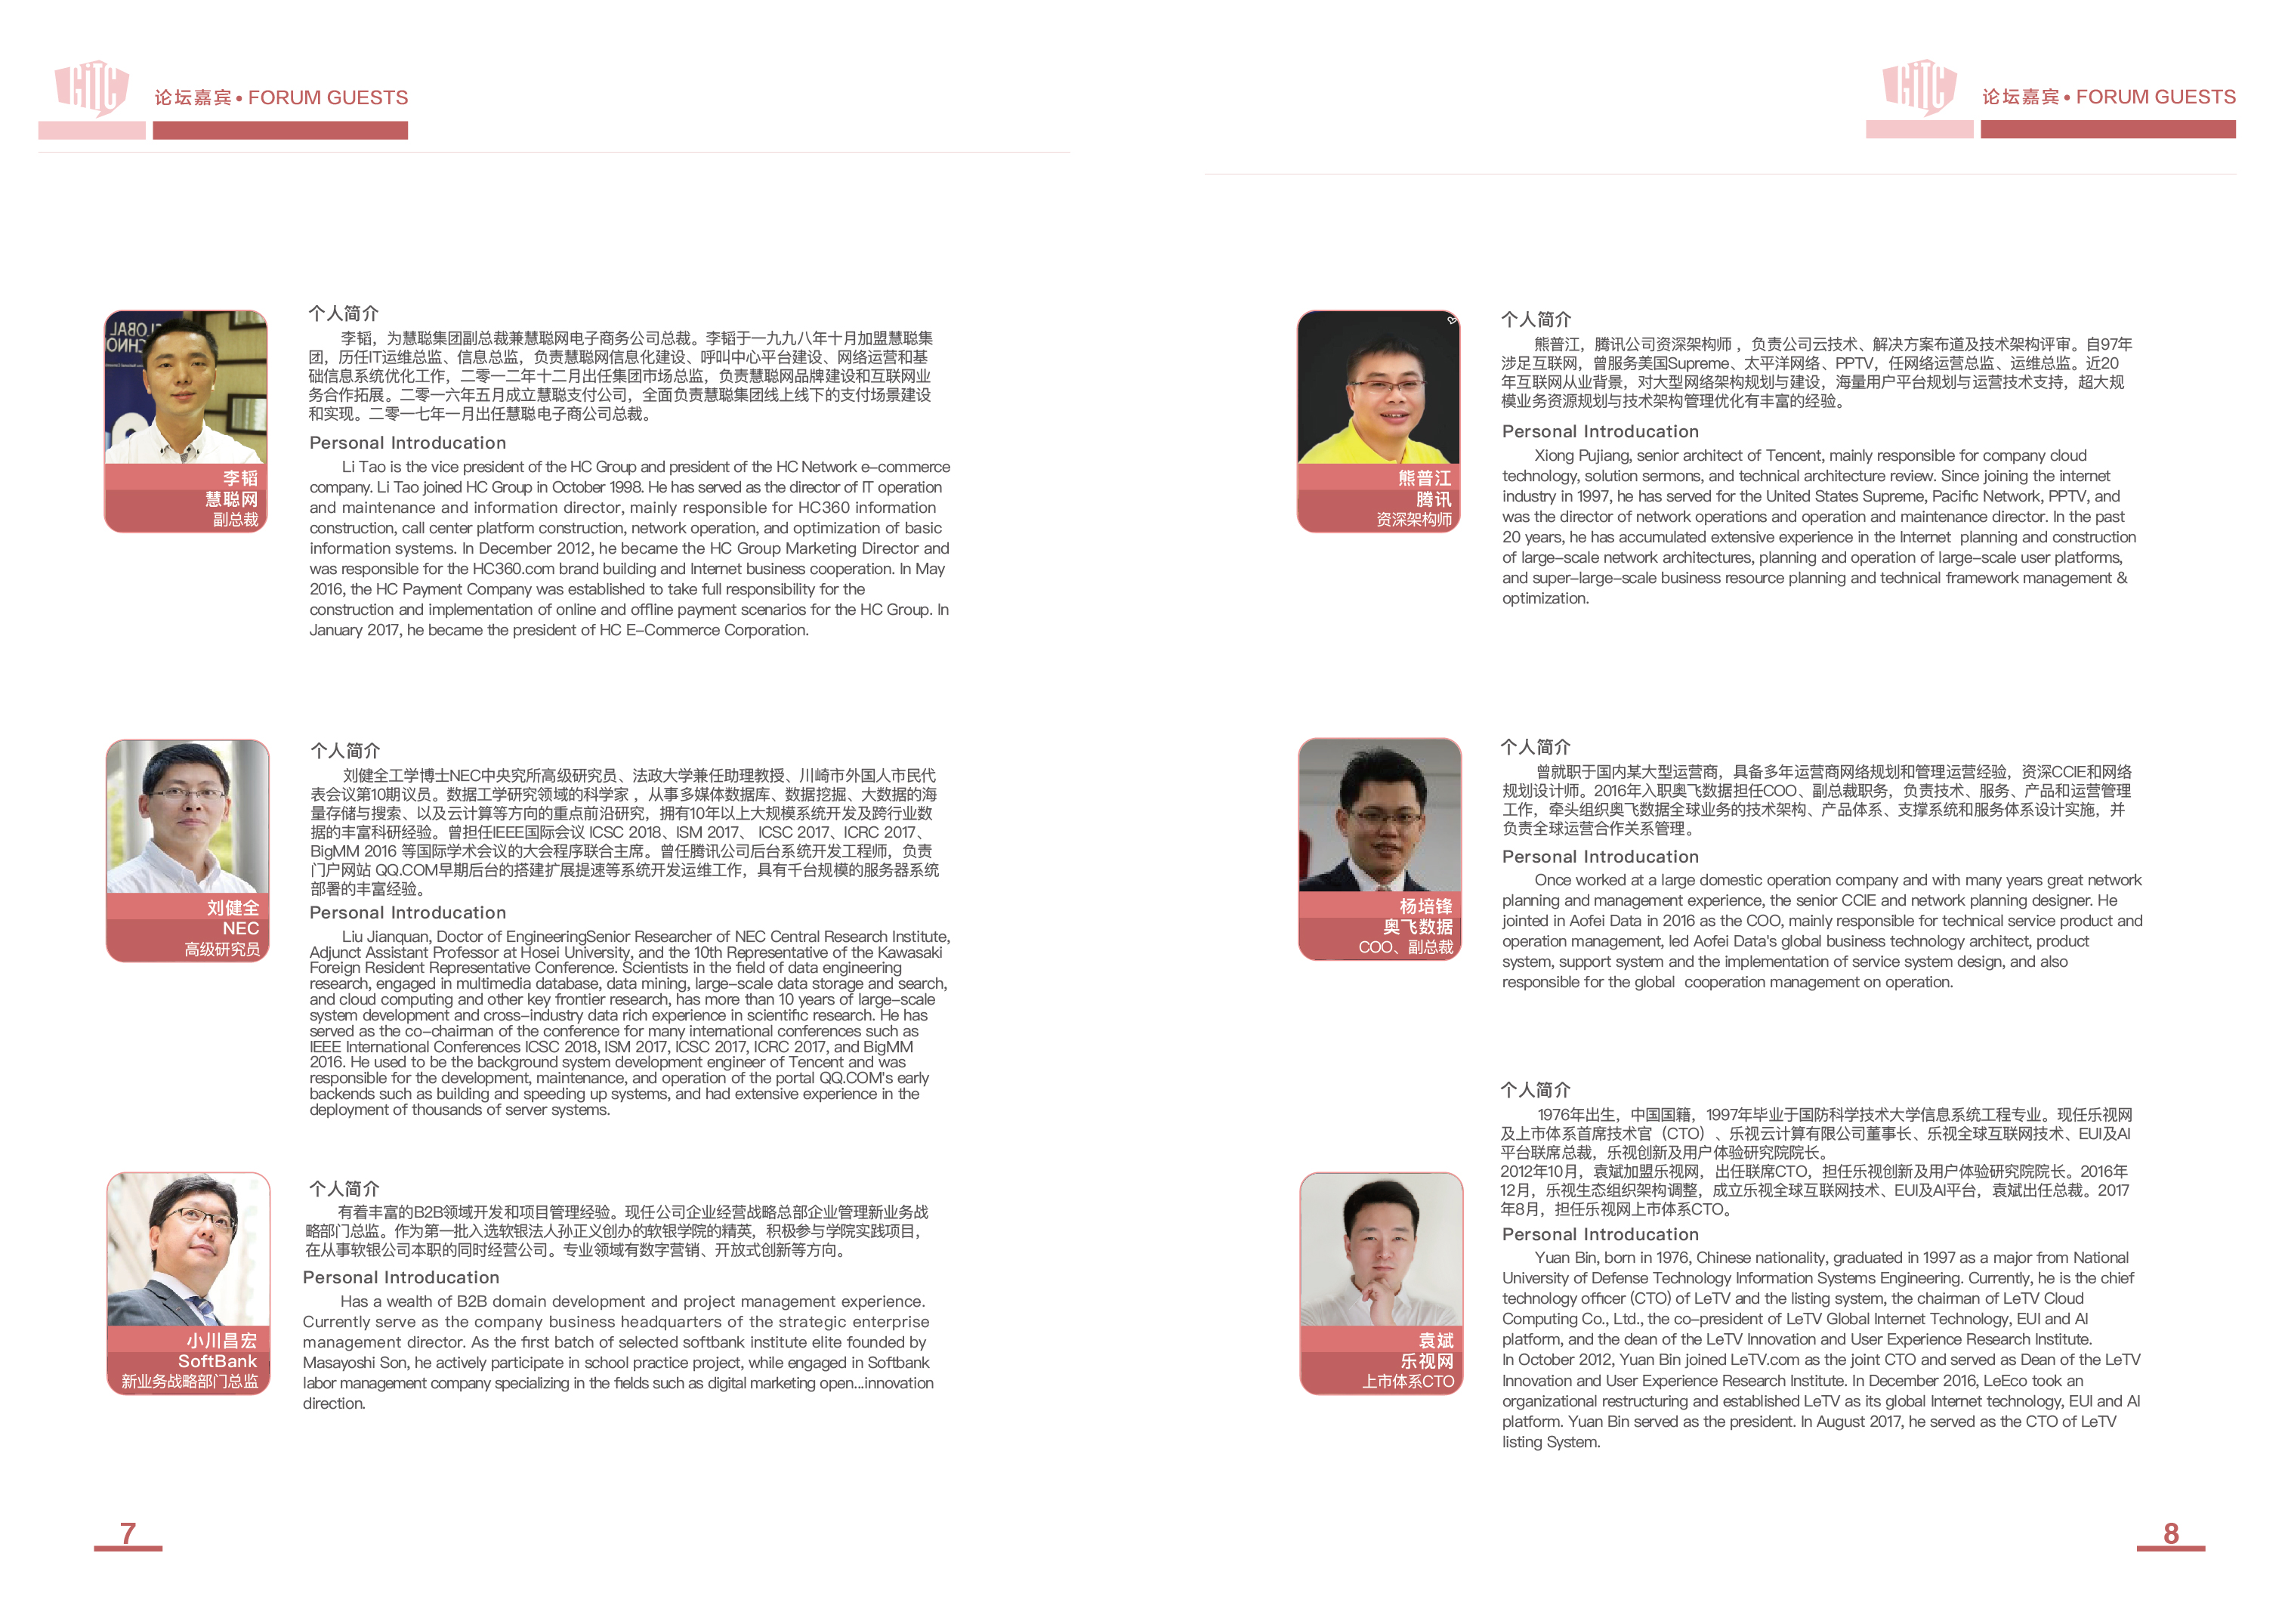 GITC
论坛嘉宾 • FORUM GUESTS
李韬
慧聪网
副总裁
个人简介
李韬，为慧聪集团副总裁兼慧聪网电子商务公司总裁。李韬于一九九八年十月加盟慧聪集
团，历任IT运维总监、信息总监，负责慧聪网信息化建设、呼叫中心平台建设、网络运营和基
础信息系统优化工作，二零一二年十二月出任集团市场总监，负责慧聪网品牌建设和互联网业
务合作拓展。二零一六年五月成立慧聪支付公司，全面负责慧聪集团线上线下的支付场景建设
和实现。二零一七年一月出任慧聪电子商公司总裁。
Personal Introducation
Li Tao is the vice president of the HC Group and president of the HC Network e-commerce
company. Li Tao joined HC Group in October 1998. He has served as the director of IT operation
and maintenance and information director, mainly responsible for HC360 information
construction, call center platform construction, network operation, and optimization of basic
information systems. In December 2012, he became the HC Group Marketing Director and
was responsible for the HC360.com brand building and Internet business cooperation. In May
2016, the HC Payment Company was established to take full responsibility for the
construction and implementation of online and offline payment scenarios for the HC Group. In
January 2017, he became the president of HC E-Commerce Corporation.
刘健全
NEC
高级研究员
个人简介
刘健全工学博士NEC中央究所高级研究员、法政大学兼任助理教授、川崎市外国人市民代
表会议第10期议员。数据工学研究领域的科学家 ，从事多媒体数据库、数据挖掘、大数据的海
量存储与搜索、以及云计算等方向的重点前沿研究，拥有10年以上大规模系统开发及跨行业数
据的丰富科研经验。曾担任IEEE国际会议 ICSC 2018、ISM 2017、 ICSC 2017、ICRC 2017、
BigMM 2016 等国际学术会议的大会程序联合主席。曾任腾讯公司后台系统开发工程师，负责
门户网站 QQ.COM早期后台的搭建扩展提速等系统开发运维工作，具有千台规模的服务器系统
部署的丰富经验。
Personal Introducation
Liu Jianquan, Doctor of EngineeringSenior Researcher of NEC Central Research Institute,
Adjunct Assistant Professor at Hosei University, and the 10th Representative of the Kawasaki
Foreign Resident Representative Conference. Scientists in the field of data engineering
research, engaged in multimedia database, data mining, large-scale data storage and search,
and cloud computing and other key frontier research, has more than 10 years of large-scale
system development and cross-industry data rich experience in scientific research. He has
served as the co-chairman of the conference for many international conferences such as
IEEE International Conferences ICSC 2018, ISM 2017, ICSC 2017, ICRC 2017, and BigMM
2016. He used to be the background system development engineer of Tencent and was
responsible for the development, maintenance, and operation of the portal QQ.COM's early
backends such as building and speeding up systems, and had extensive experience in the
deployment of thousands of server systems.
小川昌宏
SoftBank
新业务战略部门总监
个人简介
有着丰富的B2B领域开发和项目管理经验。现任公司企业经营战略总部企业管理新业务战
略部门总监。作为第一批入选软银法人孙正义创办的软银学院的精英，积极参与学院实践项目，
在从事软银公司本职的同时经营公司。专业领域有数字营销、开放式创新等方向。
Personal Introducation
Has a wealth of B2B domain development and project management experience.
Currently serve as the company business headquarters of the strategic enterprise
management director. As the first batch of selected softbank institute elite founded by
Masayoshi Son, he actively participate in school practice project, while engaged in Softbank
labor management company specializing in the fields such as digital marketing open...innovation
direction.
7
GITC
论坛嘉宾 • FORUM GUESTS
熊普江
腾讯
资深架构师
个人简介
熊普江，腾讯公司资深架构师 ，负责公司云技术、解决方案布道及技术架构评审。自97年
涉足互联网，曾服务美国Supreme、太平洋网络、PPTV，任网络运营总监、运维总监。近20
年互联网从业背景，对大型网络架构规划与建设，海量用户平台规划与运营技术支持，超大规
模业务资源规划与技术架构管理优化有丰富的经验。
Personal Introducation
Xiong Pujiang, senior architect of Tencent, mainly responsible for company cloud
technology, solution sermons, and technical architecture review. Since joining the internet
industry in 1997, he has served for the United States Supreme, Pacific Network, PPTV, and
was the director of network operations and operation and maintenance director. In the past
20 years, he has accumulated extensive experience in the Internet planning and construction
of large-scale network architectures, planning and operation of large-scale user platforms,
and super-large-scale business resource planning and technical framework management &
optimization.
杨培锋
奥飞数据
COO、副总裁
个人简介
曾就职于国内某大型运营商，具备多年运营商网络规划和管理运营经验，资深CCIE和网络
规划设计师。2016年入职奥飞数据担任COO、副总裁职务，负责技术、服务、产品和运营管理
工作，牵头组织奥飞数据全球业务的技术架构、产品体系、支撑系统和服务体系设计实施，并
负责全球运营合作关系管理。
Personal Introducation
Once worked at a large domestic operation company and with many years great network
planning and management experience, the senior CCIE and network planning designer. He
jointed in Aofei Data in 2016 as the COO, mainly responsible for technical service product and
operation management, led Aofei Data's global business technology architect, product
system, support system and the implementation of service system design, and also
responsible for the global cooperation management on operation.
袁斌
乐视网
上市体系CTO
个人简介
1976年出生，中国国籍，1997年毕业于国防科学技术大学信息系统工程专业。现任乐视网
及上市体系首席技术官（CTO）、乐视云计算有限公司董事长、乐视全球互联网技术、EUI及AI
平台联席总裁，乐视创新及用户体验研究院院长。
2012年10月，袁斌加盟乐视网，出任联席CTO，担任乐视创新及用户体验研究院院长。2016年
12月，乐视生态组织架构调整，成立乐视全球互联网技术、EUI及AI平台，袁斌出任总裁。2017
年8月，担任乐视网上市体系CTO。
Personal Introducation
Yuan Bin, born in 1976, Chinese nationality, graduated in 1997 as a major from National
University of Defense Technology Information Systems Engineering. Currently, he is the chief
technology officer (CTO) of LeTV and the listing system, the chairman of LeTV Cloud
Computing Co., Ltd., the co-president of LeTV Global Internet Technology, EUI and AI
platform, and the dean of the LeTV Innovation and User Experience Research Institute.
In October 2012, Yuan Bin joined LeTV.com as the joint CTO and served as Dean of the LeTV
Innovation and User Experience Research Institute. In December 2016, LeEco took an
organizational restructuring and established LeTV as its global Internet technology, EUI and AI
platform. Yuan Bin served as the president. In August 2017, he served as the CTO of LeTV
listing System.
8